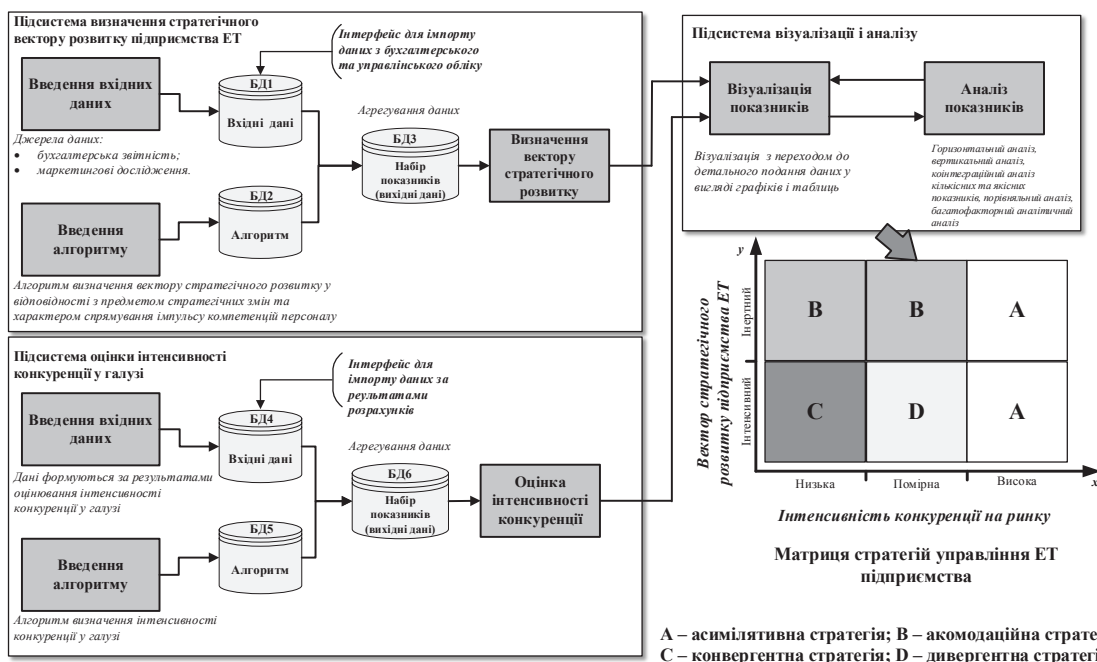 Підсистема визначення стратегічного
вектору розвитку підприємства ЕТ
Інтерфейс для імпорту
даних з бухгалтерського
та управлінського обліку
Введення вхідних
даних
БД1
Вхідні дані
Джерела даних:
• бухгалтерська звітність;
• маркетингові дослідження.
Агрегування даних
БД3
Набір
показників
(вихідні дані)
Визначення
вектору
стратегічного
розвитку
Введення
алгоритму
БД2
Алгоритм
Алгоритм визначення вектору стратегічного розвитку у
відповідності з предметом стратегічних змін та
характером спрямування імпульсу компетенцій персоналу
Підсистема оцінки інтенсивності
конкуренції у галузі
Інтерфейс для
імпорту даних за
реультатами
розрахунків
Введення вхідних
даних
БД4
Вхідні дані
Дані формуються за результатами
оцінювання інтенсивності
конкуренції у галузі
Агрегування даних
БД6
Набір
показників
(вихідні дані)
Оцінка
інтенсивності
конкуренції
Введення
алгоритму
БД5
Алгоритм
Алгоритм визначення інтенсивності
конкуренції у галузі
Підсистема візуалізації і аналізу
Візуалізація
показників
Аналіз
показників
Візуалізація з переходом до
детального подання даних у
вигляді графіків і таблиць
Горизонтальний аналіз,
вертикальний аналіз,
коінтеграційний аналіз
кількісних та якісних
показників, порівняльний аналіз,
багатофакторний аналітичний
аналіз
y
Вектор стратегічного
розвитку підприємства ЕТ
Інертний
Інтенсивний
B
B
A
C
D
A
Низька
Помірна
Висока
x
Інтенсивність конкуренції на ринку
Матриця стратегій управління ЕТ
підприємства
A – асимілятивна стратегія; B – акомодаційна страте
C – конвергентна стратегія; D – дивергентна стратегі